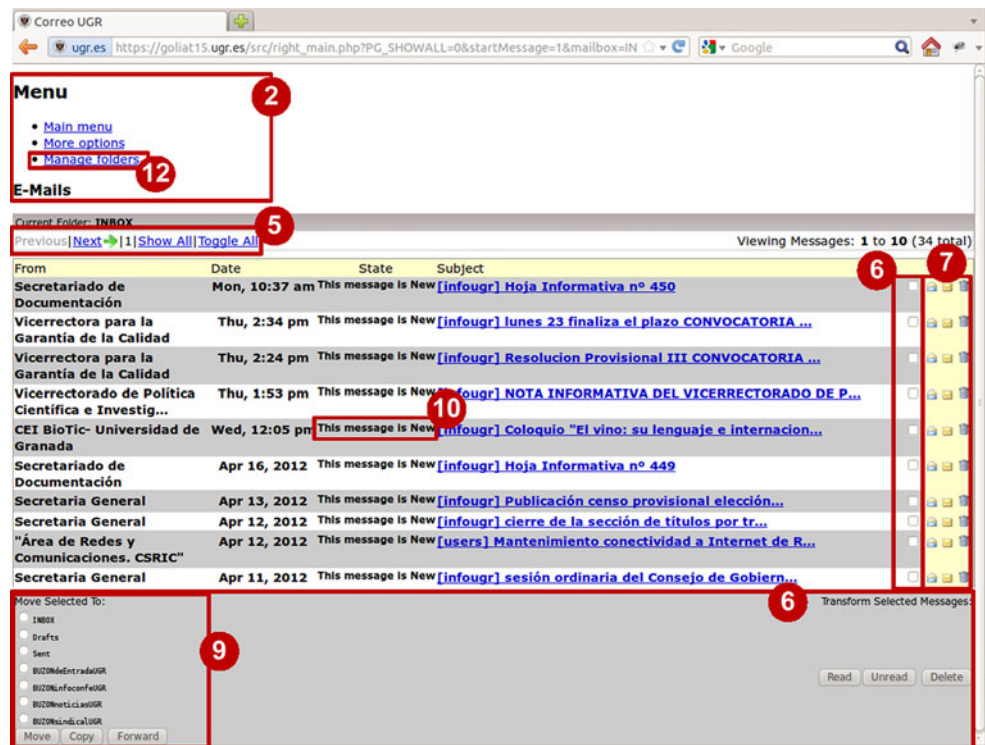 Correo UGR
ugr.es https://goliat15.ugr.es/src/right_main.php?PG_SHOWALL=0&startMessage=1&mailbox=IN Google
Menu
2
Main menu
More options
Manage folders
12
E-Mails
Current Folder: INBOX
5
Previous|Next|1|Show All|Toggle All Viewing Messages: 1 to 10 (34 total)
From Date State Subject 6 7
Secretariado de Documentación Mon, 10:37 am This message is New [infougr] Hoja Informativa nº 450
Vicerrectora para la Garantía de la Calidad Thu, 2:34 pm This message is New [infougr] lunes 23 finaliza el plazo CONVOCATORIA ...
Vicerrectora para la Garantía de la Calidad Thu, 2:24 pm This message is New [infougr] Resolucion Provisional III CONVOCATORIA ...
Vicerrectorado de Política Científica e Investig... Thu, 1:53 pm This message is New [infougr] NOTA INFORMATIVA DEL VICERRECTORADO DE P...
10
CEI BioTic- Universidad de Granada Wed, 12:05 pm This message is New [infougr] Coloquio "El vino: su lenguaje e internacion...
Secretariado de Documentación Apr 16, 2012 This message is New [infougr] Hoja Informativa nº 449
Secretaria General Apr 13, 2012 This message is New [infougr] Publicación censo provisional elección...
Secretaria General Apr 12, 2012 This message is New [infougr] cierre de la sección de títulos por tr...
"Área de Redes y Comunicaciones. CSRIC" Apr 12, 2012 This message is New [users] Mantenimiento conectividad a Internet de R...
Secretaria General Apr 11, 2012 This message is New [infougr] sesión ordinaria del Consejo de Gobiern...
Move Selected To: 6 Transform Selected Messages:
INBOX
Drafts
Sent
9
BUZONdeEntradaUGR
BUZONinfoconfeUGR
BUZONnoticiasUGR
BUZONsindicalUGR
Read Unread Delete
Move Copy Forward